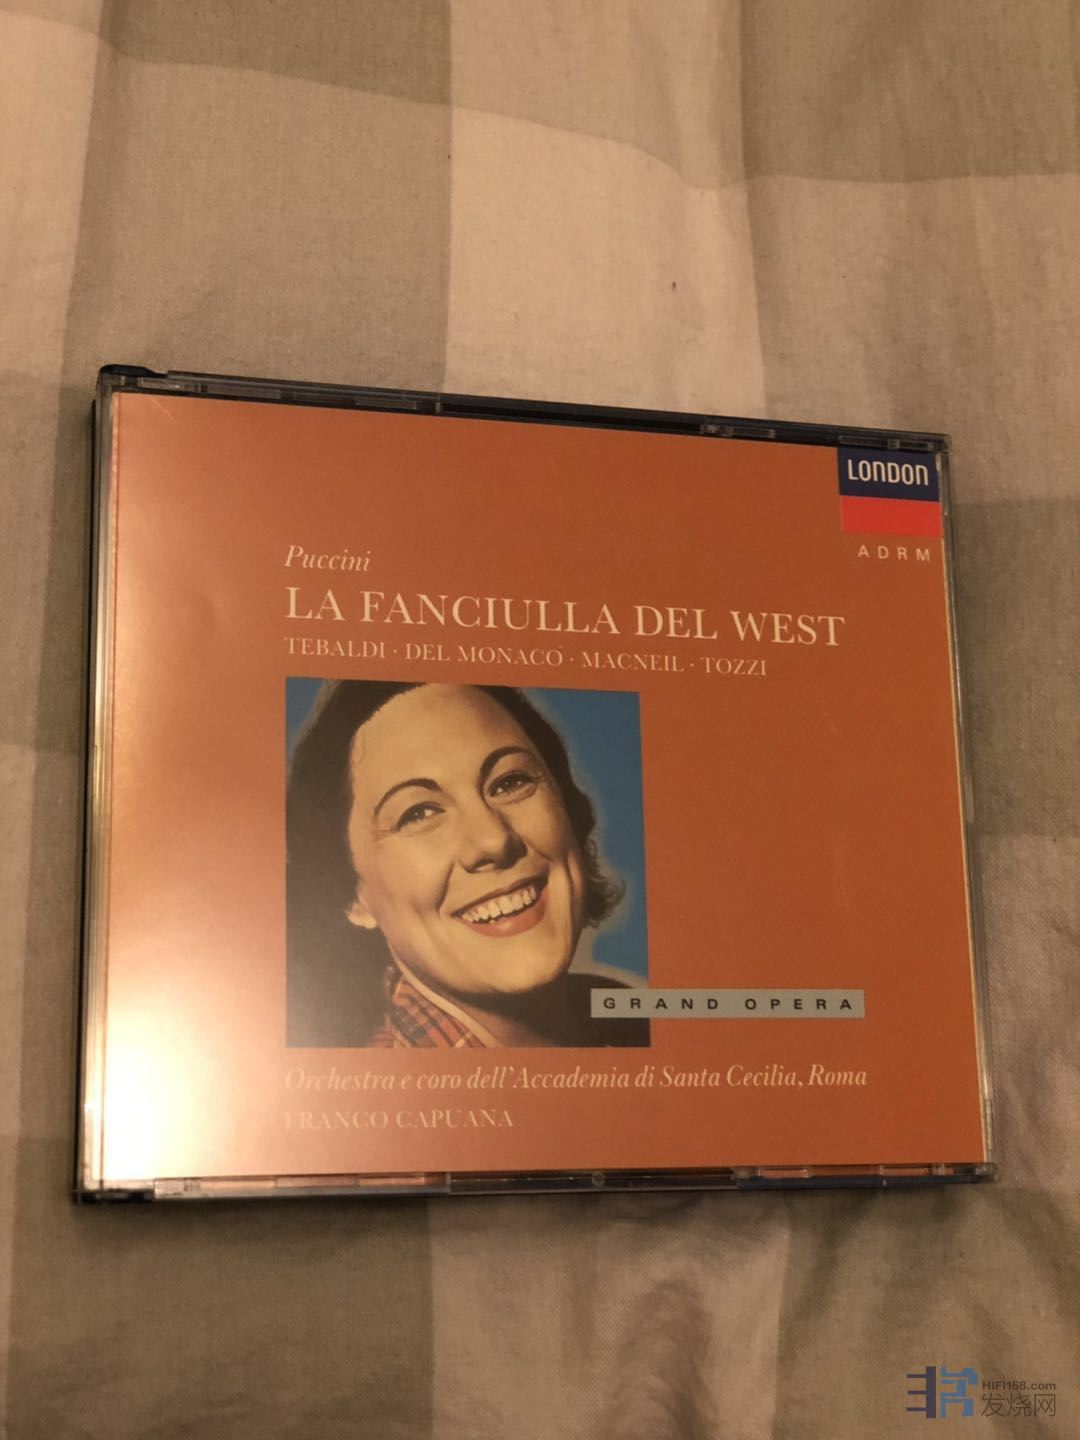 LONDON
ADRM
Puccini
LA FANCIULLA DEL WEST
TEBALDI · DEL MONACO · MACNEIL · TOZZI
GRAND OPERA
Orchestra e coro dell'Accademia di Santa Cecilia, Roma
FRANCO CAPUANA
HIFI168.com
发烧网